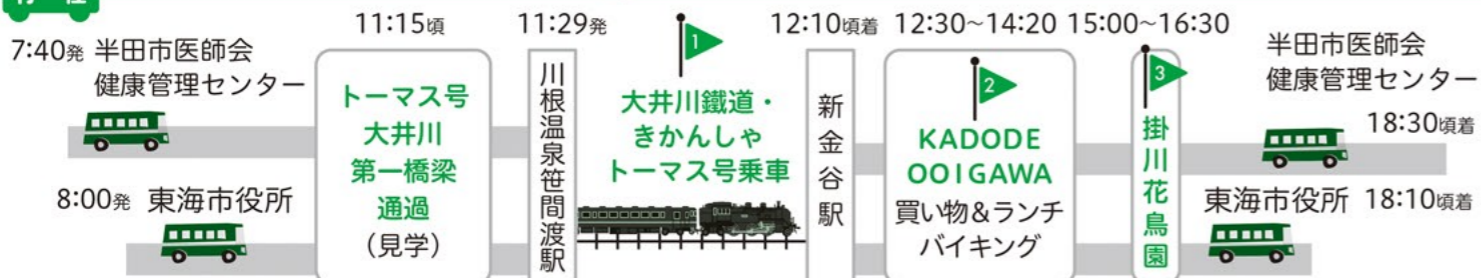 11:15頃
11:29発
12:10頃着
12:30~14:20
15:00~16:30
7:40発 半田市医師会
健康管理センター
8:00発 東海市役所
トーマス号
大井川
第一橋梁
通過
(見学)
川根温泉笹間渡駅
1
大井川鐵道・
きかんしゃ
トーマス号乗車
新金谷駅
2
KADODE
OOIGAWA
買い物&ランチ
バイキング
3
掛川花鳥園
半田市医師会
健康管理センター
18:30頃着
東海市役所 18:10頃着